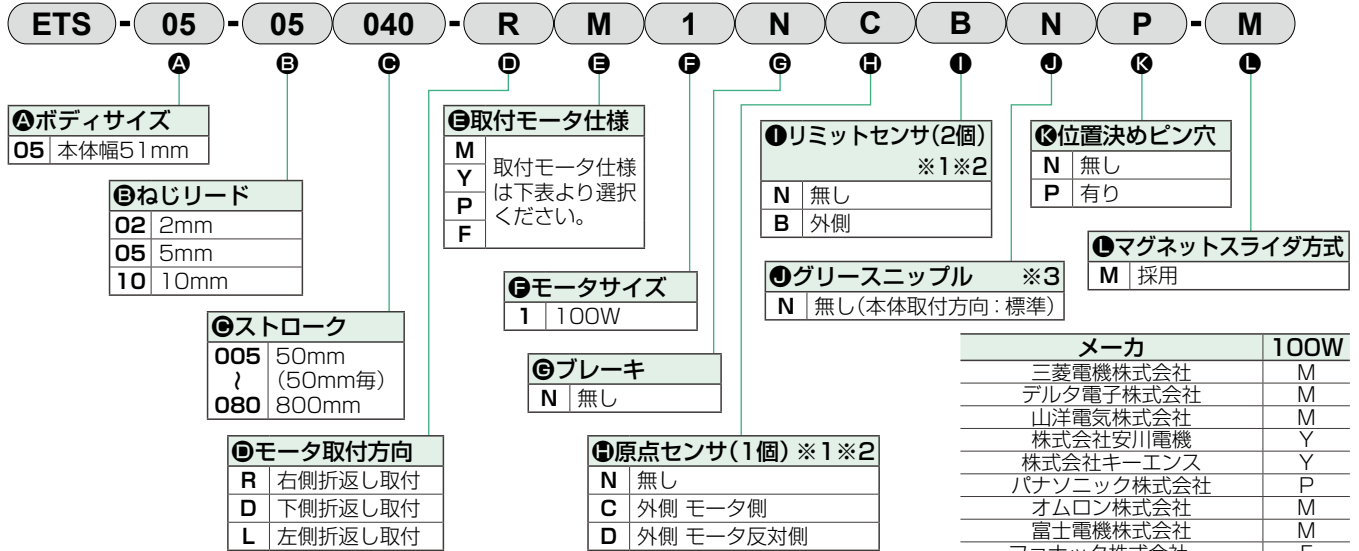 ETS - 05 - 05 040 - R M 1 N C B N P - M
A B C D E F G H I J K L
Aボディサイズ
05 本体幅51mm
Bねじリード
02 2mm
05 5mm
10 10mm
Cストローク
005 50mm
〜 (50mm毎)
080 800mm
Dモータ取付方向
R 右側折返し取付
D 下側折返し取付
L 左側折返し取付
E取付モータ仕様
M
Y
P
F
取付モータ仕様
は下表より選択
ください。
Fモータサイズ
1 100W
Gブレーキ
N 無し
H原点センサ(1個) ※1※2
N 無し
C 外側 モータ側
D 外側 モータ反対側
Iリミットセンサ(2個)
※1※2
N 無し
B 外側
Jグリースニップル ※3
N 無し(本体取付方向:標準)
K位置決めピン穴
N 無し
P 有り
Lマグネットスライダ方式
M 採用
メーカ 100W
三菱電機株式会社 M
デルタ電子株式会社 M
山洋電気株式会社 M
株式会社安川電機 Y
株式会社キーエンス Y
パナソニック株式会社 P
オムロン株式会社 M
富士電機株式会社 M
ファナック株式会社 F